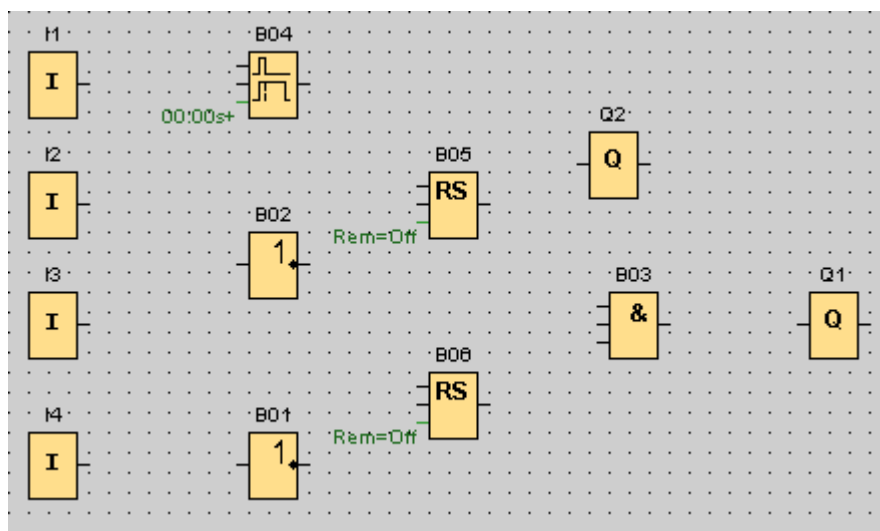 I1
B04
I
00:00s+
Q2
Q
I2
B05
I
RS
B02
Rem=Off
1
I3
B03
Q1
I
&
Q
B06
RS
I4
B01
Rem=Off
I
1